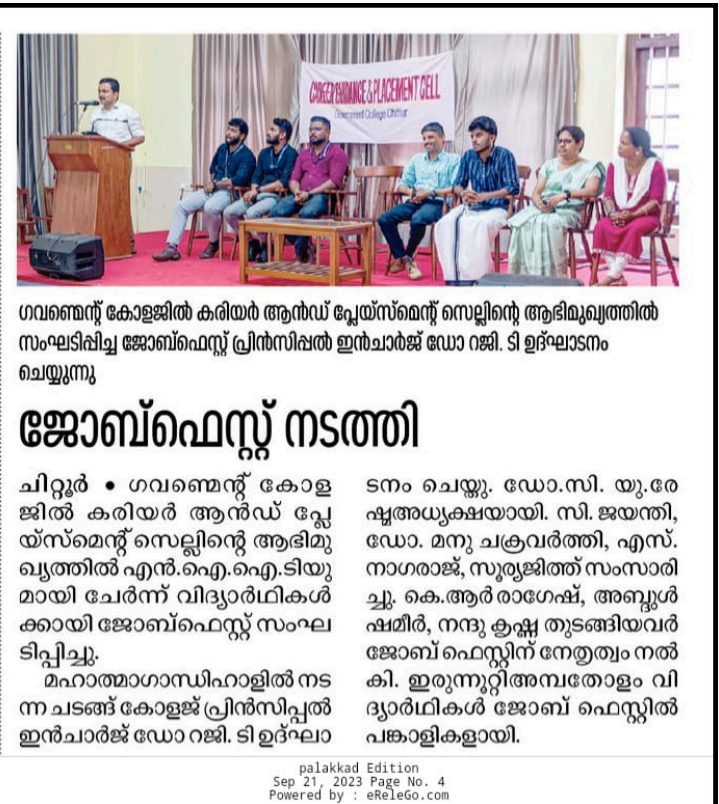 CAREER GUIDANCE & PLACEMENT CELL
Government College Chittur
ഗവണ്മെന്റ് കോളജിൽ കരിയർ ആൻഡ് പ്ലേയ്സ്മെന്റ് സെല്ലിന്റെ ആഭിമുഖ്യത്തിൽ
സംഘടിപ്പിച്ച ജോബ്ഫെസ്റ്റ് പ്രിൻസിപ്പൽ ഇൻചാർജ് ഡോ റജി. ടി ഉദ്ഘാടനം
ചെയ്യുന്നു
ജോബ്ഫെസ്റ്റ് നടത്തി
ചിറ്റൂർ • ഗവണ്മെന്റ് കോള
ജിൽ കരിയർ ആൻഡ് പ്ലേ
യ്സ്മെന്റ് സെല്ലിന്റെ ആഭിമു
ഖ്യത്തിൽ എൻ.ഐ.ഐ.ടിയു
മായി ചേർന്ന് വിദ്യാർഥികൾ
ക്കായി ജോബ്ഫെസ്റ്റ് സംഘ
ടിപ്പിച്ചു.
മഹാത്മാഗാന്ധിഹാളിൽ നട
ന്ന ചടങ്ങ് കോളജ് പ്രിൻസിപ്പൽ
ഇൻചാർജ് ഡോ റജി. ടി ഉദ്ഘാ
ടനം ചെയ്തു. ഡോ.സി. യു.രേ
ഷ്മഅധ്യക്ഷയായി. സി. ജയന്തി,
ഡോ. മനു ചക്രവർത്തി, എസ്.
നാഗരാജ്, സൂര്യജിത്ത് സംസാരി
ച്ചു. കെ.ആർ രാഗേഷ്, അബ്ദുൾ
ഷമീർ, നന്ദു കൃഷ്ണ തുടങ്ങിയവർ
ജോബ് ഫെസ്റ്റിന് നേതൃത്വം നൽ
കി. ഇരുന്നൂറ്റിഅമ്പതോളം വി
ദ്യാർഥികൾ ജോബ് ഫെസ്റ്റിൽ
പങ്കാളികളായി.
palakkad Edition
Sep 21, 2023 Page No. 4
Powered by : eReleGo.com